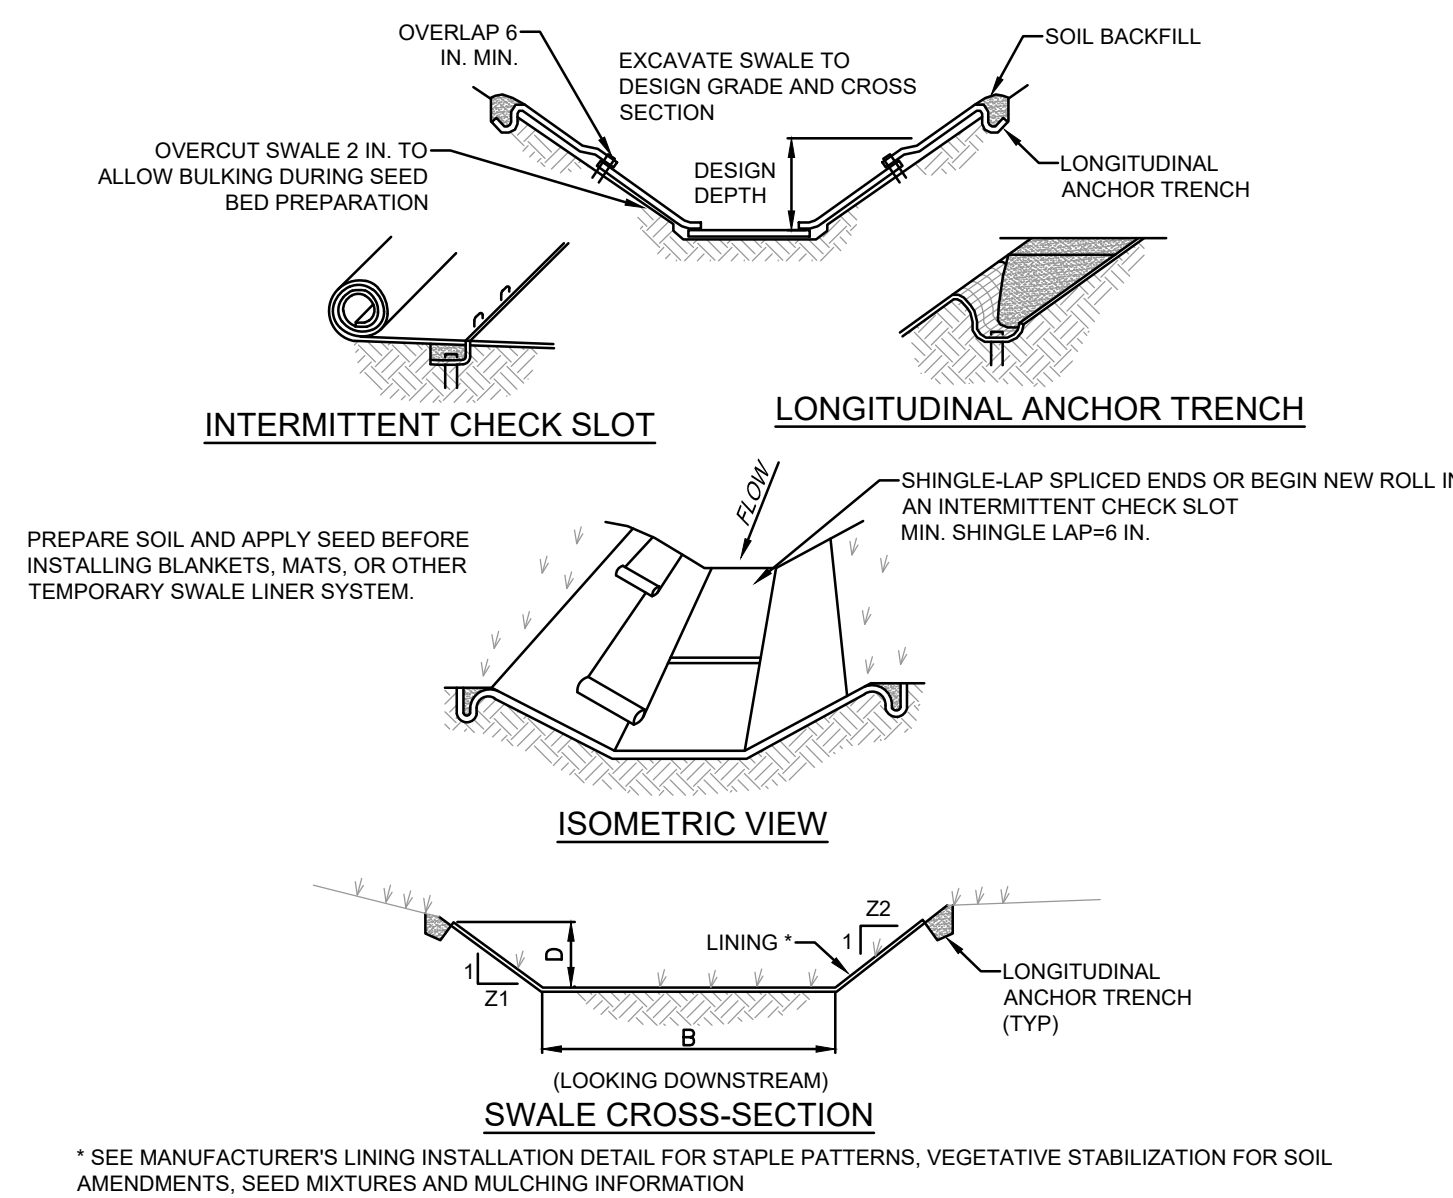 OVERLAP 6
IN. MIN.
EXCAVATE SWALE TO
DESIGN GRADE AND CROSS
SECTION
SOIL BACKFILL
OVERCUT SWALE 2 IN. TO
ALLOW BULKING DURING SEED
BED PREPARATION
DESIGN
DEPTH
LONGITUDINAL
ANCHOR TRENCH
INTERMITTENT CHECK SLOT
LONGITUDINAL ANCHOR TRENCH
FLOW
SHINGLE-LAP SPLICED ENDS OR BEGIN NEW ROLL IN
AN INTERMITTENT CHECK SLOT
MIN. SHINGLE LAP=6 IN.
PREPARE SOIL AND APPLY SEED BEFORE
INSTALLING BLANKETS, MATS, OR OTHER
TEMPORARY SWALE LINER SYSTEM.
ISOMETRIC VIEW
1
Z1
D
LINING *
1
Z2
LONGITUDINAL
ANCHOR TRENCH
(TYP)
B
(LOOKING DOWNSTREAM)
SWALE CROSS-SECTION
* SEE MANUFACTURER'S LINING INSTALLATION DETAIL FOR STAPLE PATTERNS, VEGETATIVE STABILIZATION FOR SOIL
AMENDMENTS, SEED MIXTURES AND MULCHING INFORMATION